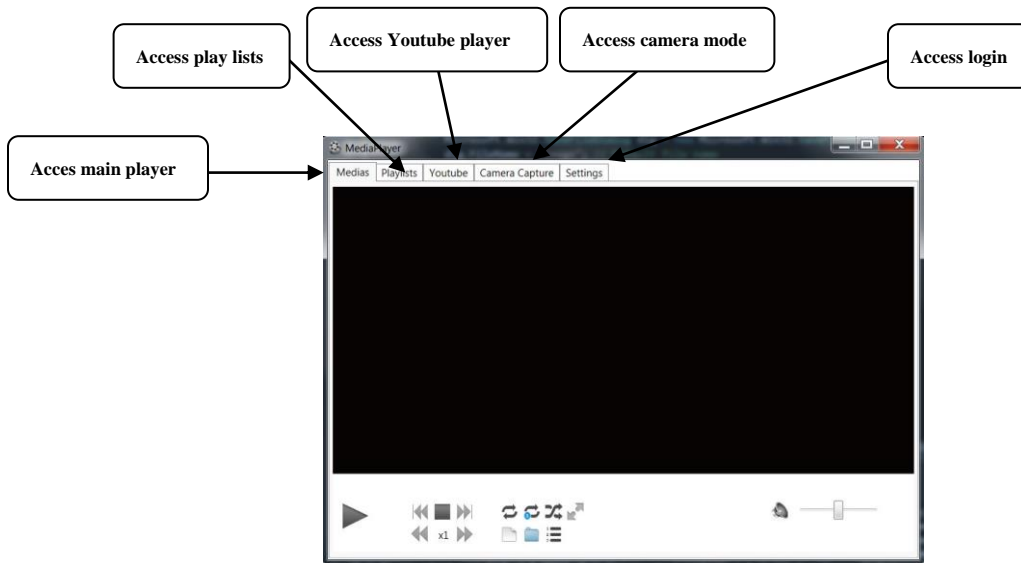 Access play lists
Access Youtube player
Access camera mode
Access login
Acces main player
MediaPlayer
Medias Playlists Youtube Camera Capture Settings
x1